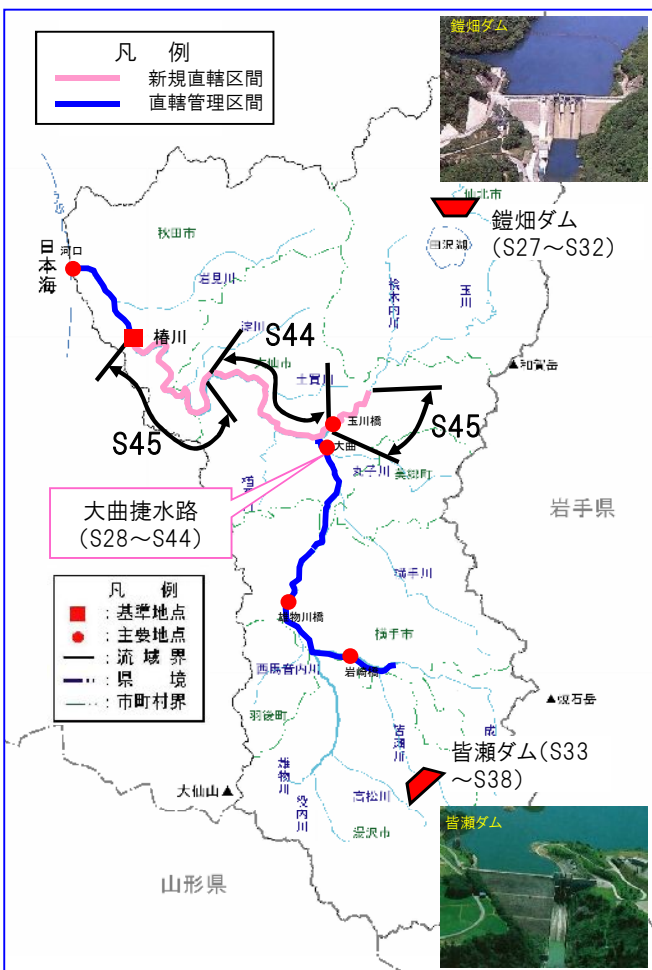 凡 例
新規直轄区間
直轄管理区間
鎧畑ダム
仙北市
鎧畑ダム
(S27～S32)
田沢湖
秋田市
日本海
河口
岩見川
桧木内川
玉川
椿川
淀川
S44
大仙市
土買川
和賀岳
S45
玉川橋
大曲
S45
丸子川
美郷町
大曲捷水路
(S28～S44)
岩手県
横手川
凡 例
：基準地点
：主要地点
：流域界
：県境
：市町村界
雄物川橋
横手市
西馬音内川
岩崎橋
羽後町
皆瀬川
成
皆瀬ダム(S33
～S38)
大仙山
雄物川
役内川
高松川
湯沢市
皆瀬ダム
山形県